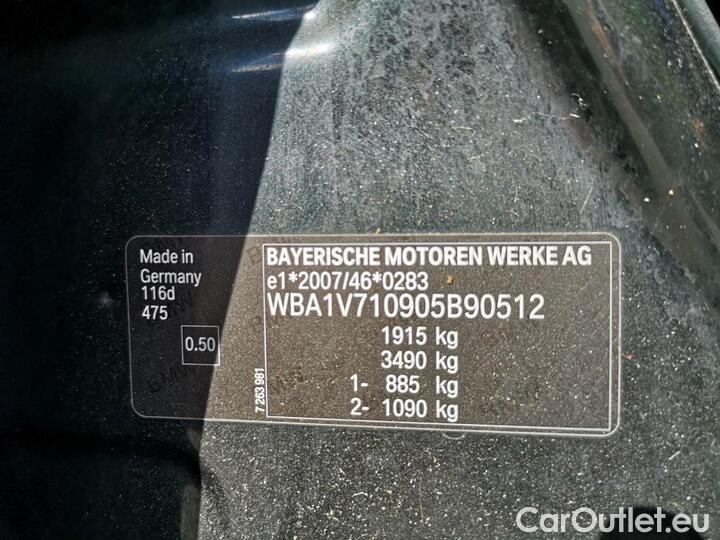 Made in
Germany
116d
475
0.50
7 263 981
BAYERISCHE MOTOREN WERKE AG
e1*2007/46*0283
WBA1V710905B90512
1915 kg
3490 kg
1- 885 kg
2- 1090 kg
CarOutlet.eu